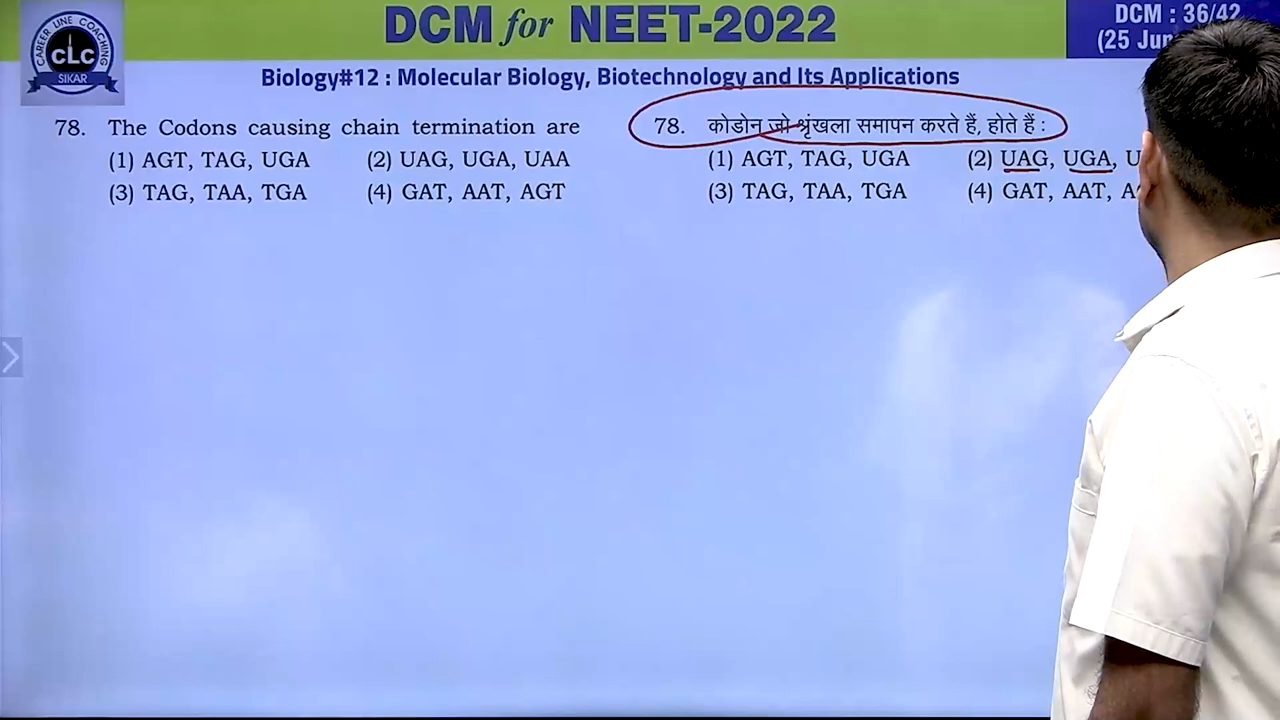 DCM for NEET-2022
DCM : 36/42
(25 Jun
CAREER LINE COACHING
CLC
SIKAR
Biology#12 : Molecular Biology, Biotechnology and Its Applications
78. The Codons causing chain termination are
(1) AGT, TAG, UGA (2) UAG, UGA, UAA
(3) TAG, TAA, TGA (4) GAT, AAT, AGT
78. कोडोन जो श्रृंखला समापन करते हैं, होते हैं :
(1) AGT, TAG, UGA (2) UAG, UGA, U
(3) TAG, TAA, TGA (4) GAT, AAT, A